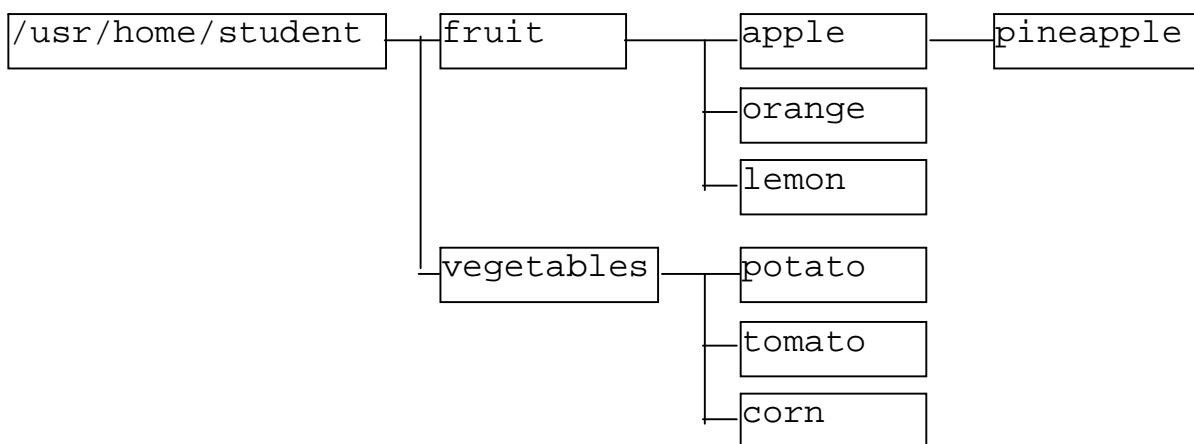 /usr/home/student fruit apple pineapple
orange
lemon
vegetables potato
tomato
corn